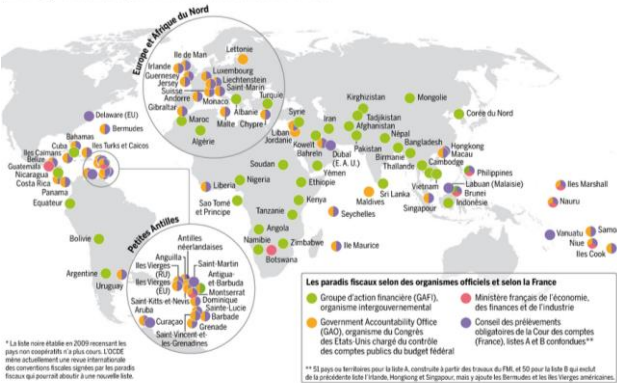 Europe et Afrique du Nord
Lettonie
Ile de Man
Irlande
Guernesey
Jersey
Suisse
Andorre
Gibraltar
Luxembourg
Liechtenstein
Saint-Marin
Monaco
Turquie
Albanie
Malte
Chypre
Maroc
Algérie
Delaware (EU)
Bermudes
Bahamas
Cuba
Iles Turks et Caicos
Iles Caïmans
Belize
Guatemala
Nicaragua
Costa Rica
Panama
Equateur
Bolivie
Argentine
Uruguay
Kirghizistan
Mongolie
Corée du Nord
Tadjikistan
Afghanistan
Syrie
Iran
Liban
Jordanie
Koweït
Bahreïn
Dubaï
(E. A. U.)
Pakistan
Népal
Bangladesh
Birmanie
Thaïlande
Cambodge
Hongkong
Macau
Philippines
Vietnam
Labuan (Malaisie)
Brunei
Indonésie
Singapour
Sri Lanka
Maldives
Yémen
Soudan
Nigeria
Liberia
Ethiopie
Kenya
Sao Tomé
et Principe
Tanzanie
Seychelles
Angola
Namibie
Zimbabwe
Botswana
Ile Maurice
Iles Marshall
Nauru
Vanuatu
Samo
Niue
Iles Cook
Petites Antilles
Antilles
néerlandaises
Anguilla
Iles Vierges
(RU)
Iles Vierges
(EU)
Saint-Martin
Antigua-
et-Barbuda
Montserrat
Dominique
Sainte-Lucie
Barbade
Grenade
Saint-Kitts-et-Nevis
Aruba
Curaçao
Saint-Vincent-et-
les-Grenadines
Les paradis fiscaux selon des organismes officiels et selon la France
Groupe d'action financière (GAFI),
organisme intergouvernemental
Government Accountability Office
(GAO), organisme du Congrès
des Etats-Unis chargé du contrôle
des comptes publics du budget fédéral
Ministère français de l'économie,
des finances et de l'industrie
Conseil des prélèvements
obligatoires de la Cour des comptes
(France), listes A et B confondues**
* La liste noire établie en 2009 recensant les
pays non coopératifs n'a plus cours. L'OCDE
mène actuellement une revue internationale
des conventions fiscales signées par les paradis
fiscaux qui pourrait aboutir à une nouvelle liste.
** 51 pays ou territoires pour la liste A, construite à partir des travaux du FMI, et 50 pour la liste B qui exclut
de la précédente liste l'Irlande, Hongkong et Singapour, mais y ajoute les Bermudes et les îles Vierges américaines.